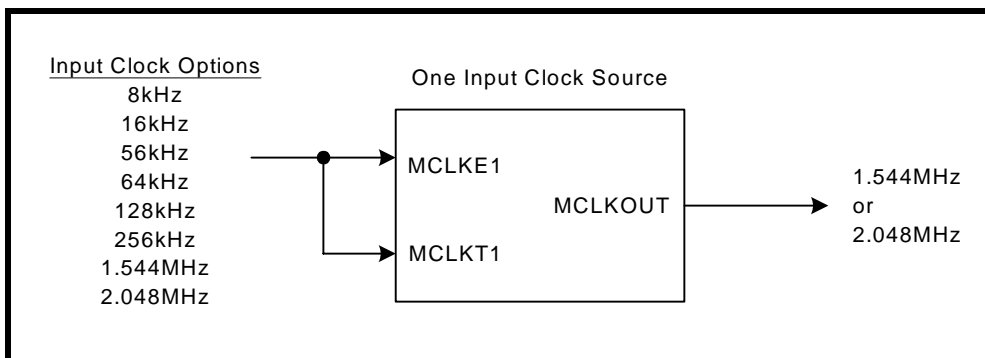 Input Clock Options
8kHz
16kHz
56kHz
64kHz
128kHz
256kHz
1.544MHz
2.048MHz
One Input Clock Source
MCLKE1
MCLKT1
MCLKOUT
1.544MHz
or
2.048MHz